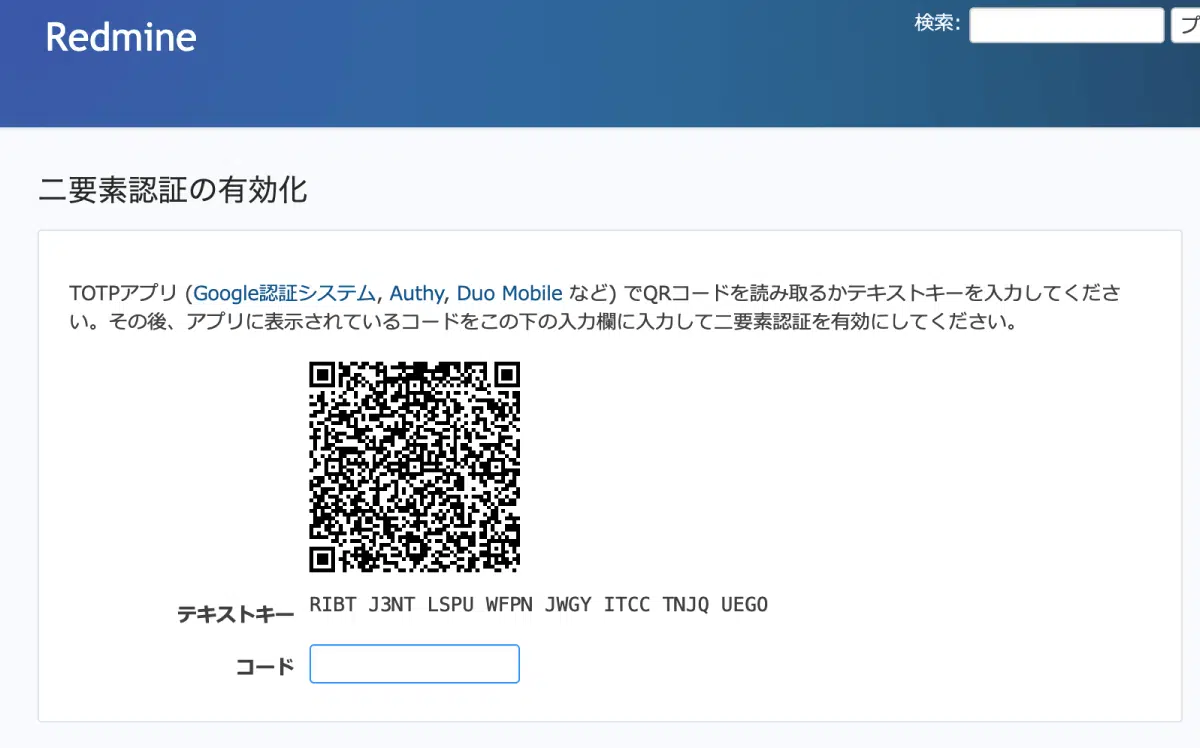 Redmine
検索:
プ
二要素認証の有効化
TOTPアプリ (Google認証システム, Authy, Duo Mobile など) でQRコードを読み取るかテキストキーを入力してくださ
い。その後、アプリに表示されているコードをこの下の入力欄に入力して二要素認証を有効にしてください。
テキストキー RIBT J3NT LSPU WFPN JWGY ITCC TNJQ UEGO
コード